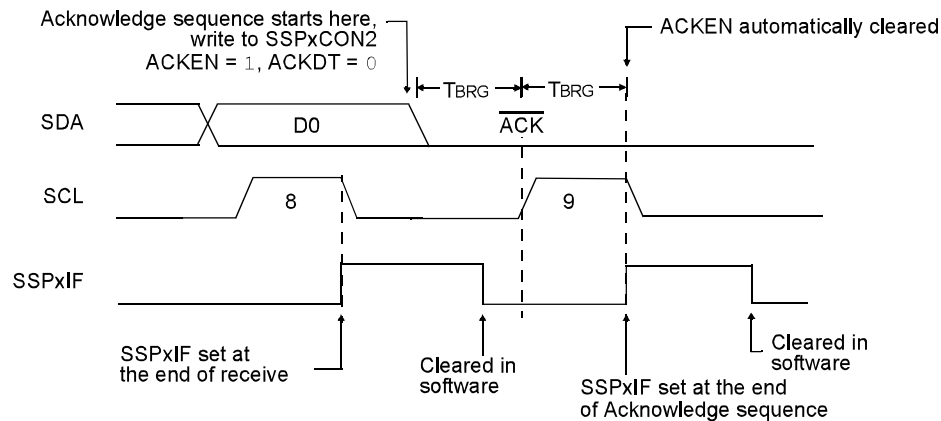 Acknowledge sequence starts here,
write to SSPxCON2
ACKEN = 1, ACKDT = 0
ACKEN automatically cleared
TBRG
TBRG
SDA
D0
ACK
SCL
8
9
SSPxIF
SSPxIF set at
the end of receive
Cleared in
software
SSPxIF set at the end
of Acknowledge sequence
Cleared in
software